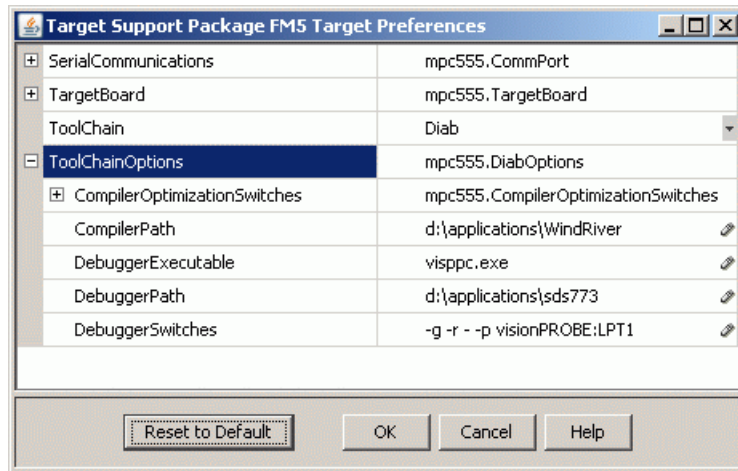 Target Support Package FM5 Target Preferences
SerialCommunications mpc555.CommPort
TargetBoard mpc555.TargetBoard
ToolChain Diab
ToolChainOptions mpc555.DiabOptions
CompilerOptimizationSwitches mpc555.CompilerOptimizationSwitches
CompilerPath d:\applications\WindRiver
DebuggerExecutable visppc.exe
DebuggerPath d:\applications\sds773
DebuggerSwitches -g -r - -p visionPROBE:LPT1
Reset to Default OK Cancel Help